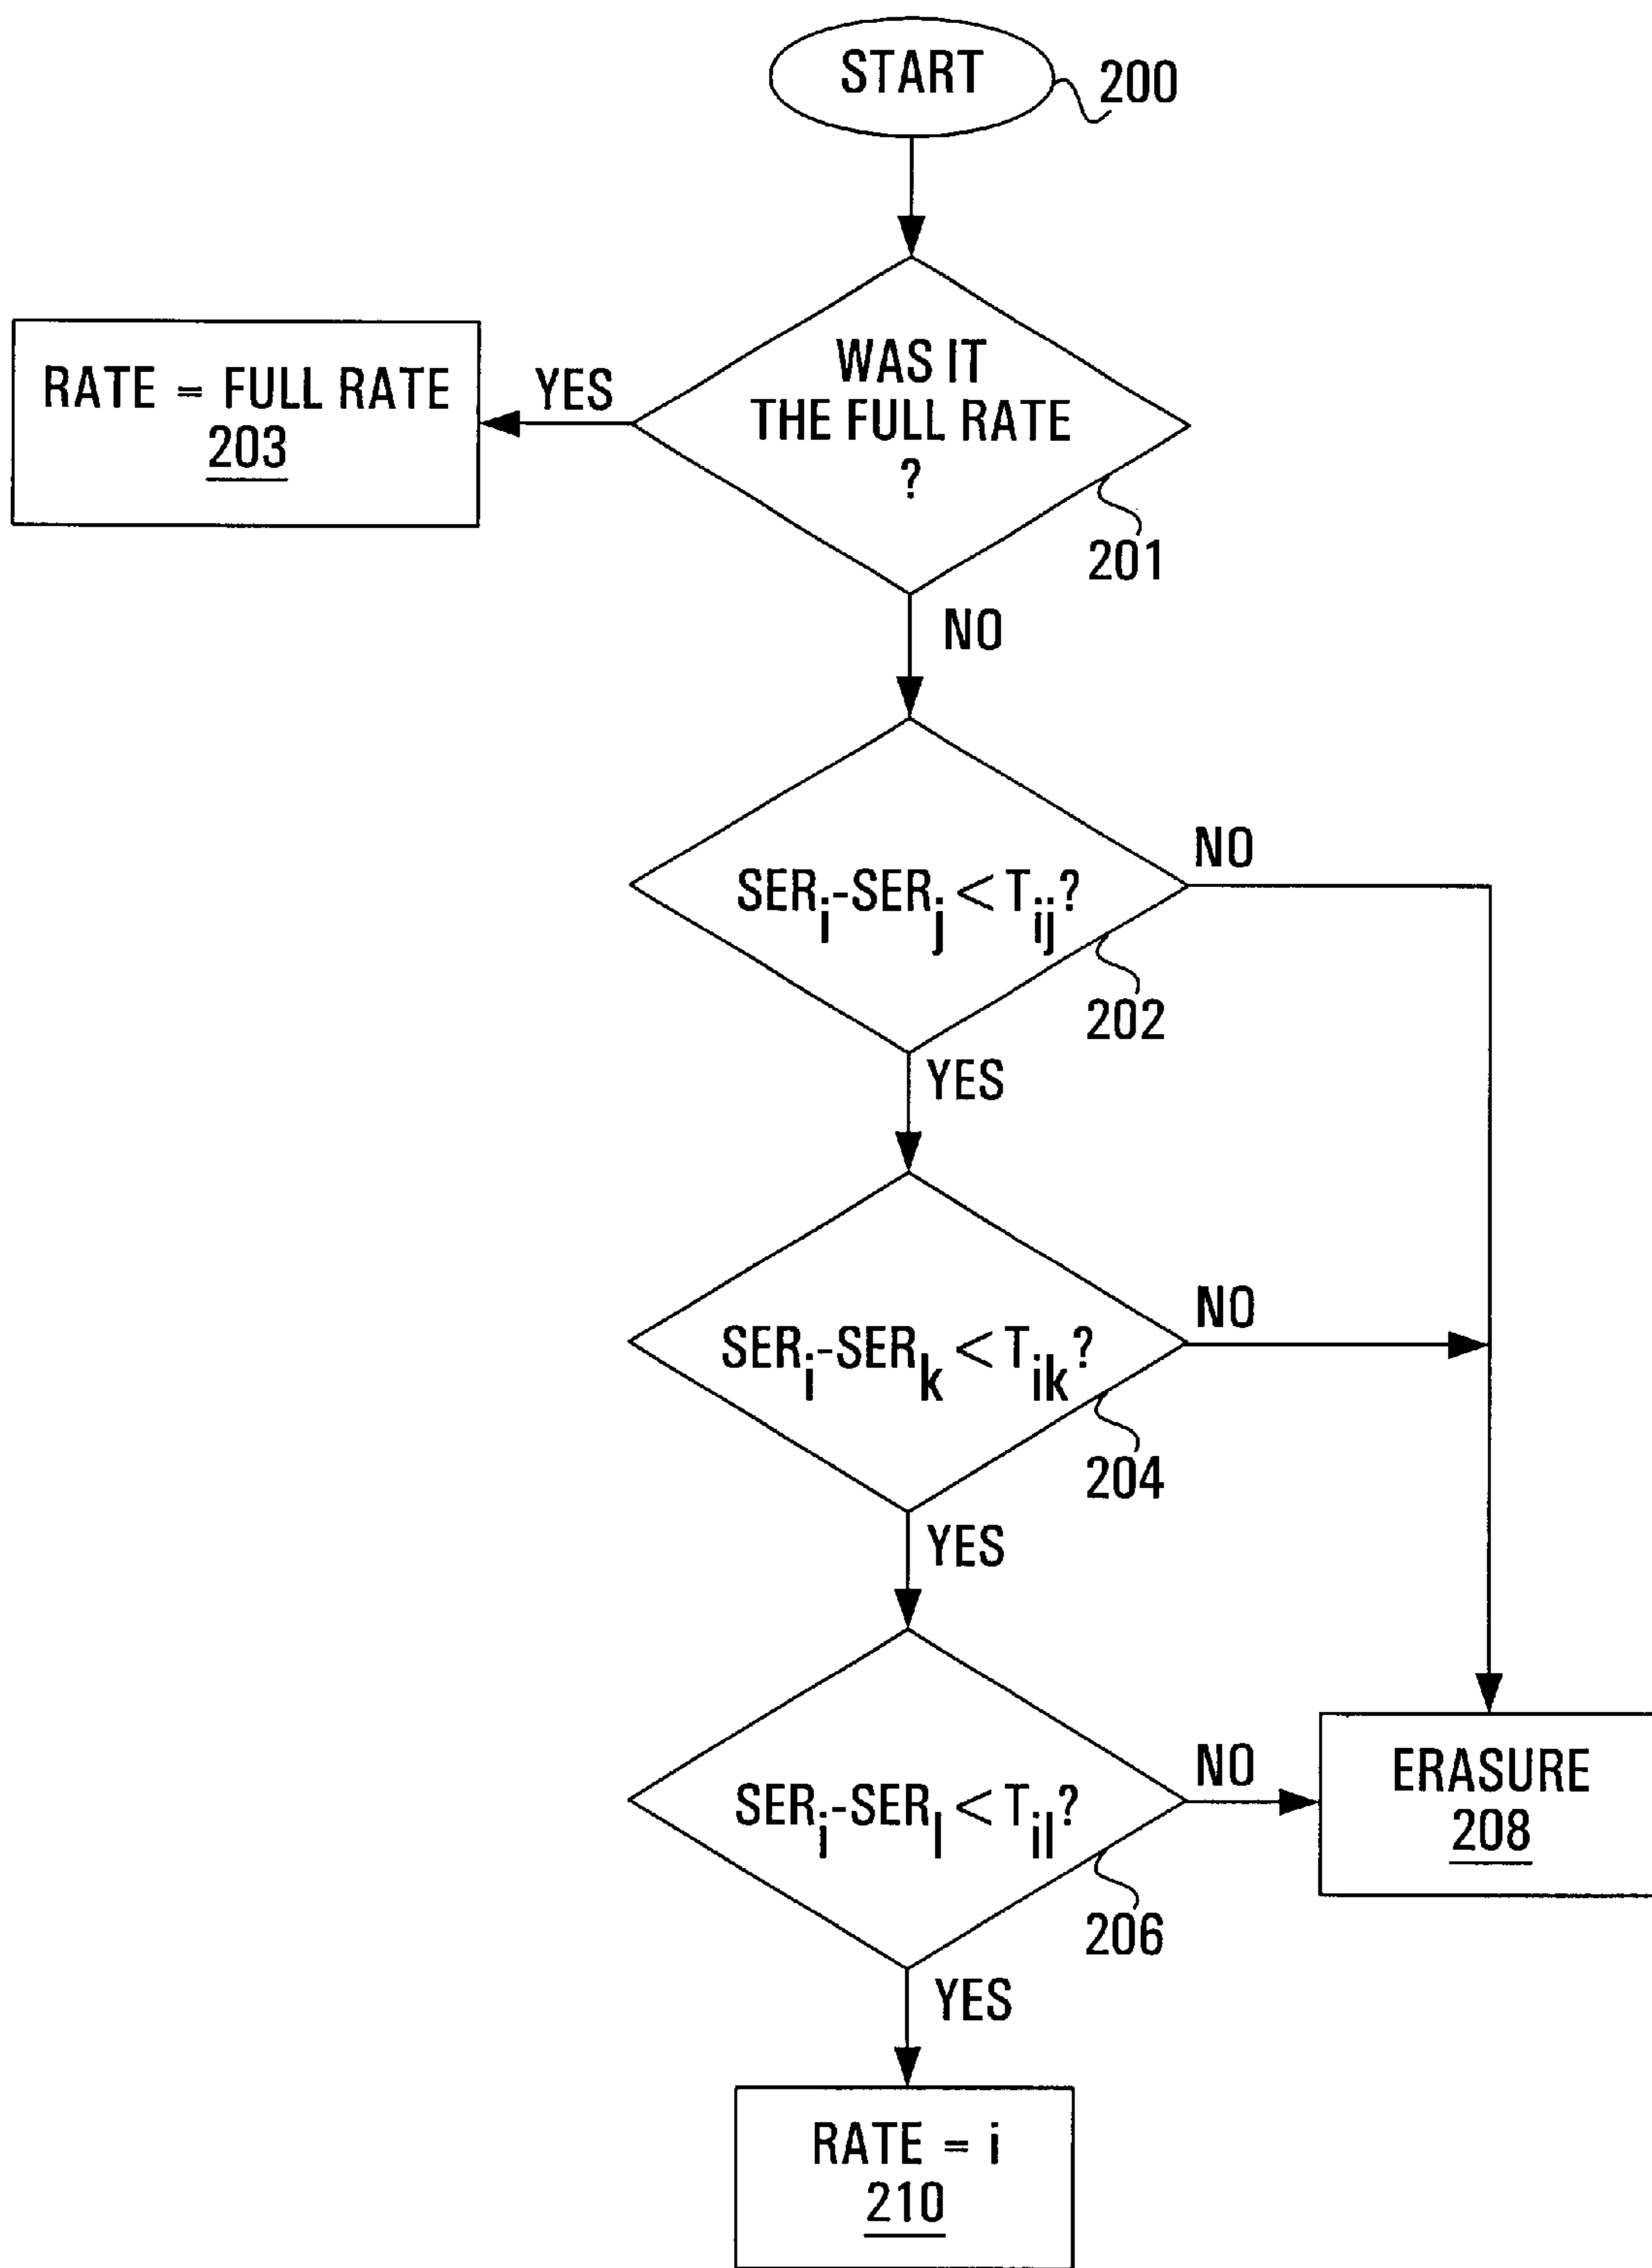 START
200
WAS IT
THE FULL RATE
?
201
YES
RATE = FULL RATE
203
NO
SERi-SERj < Tij?
202
NO
YES
SERi-SERk < Tik?
204
NO
YES
SERi-SERl < Til?
206
NO
ERASURE
208
YES
RATE = i
210